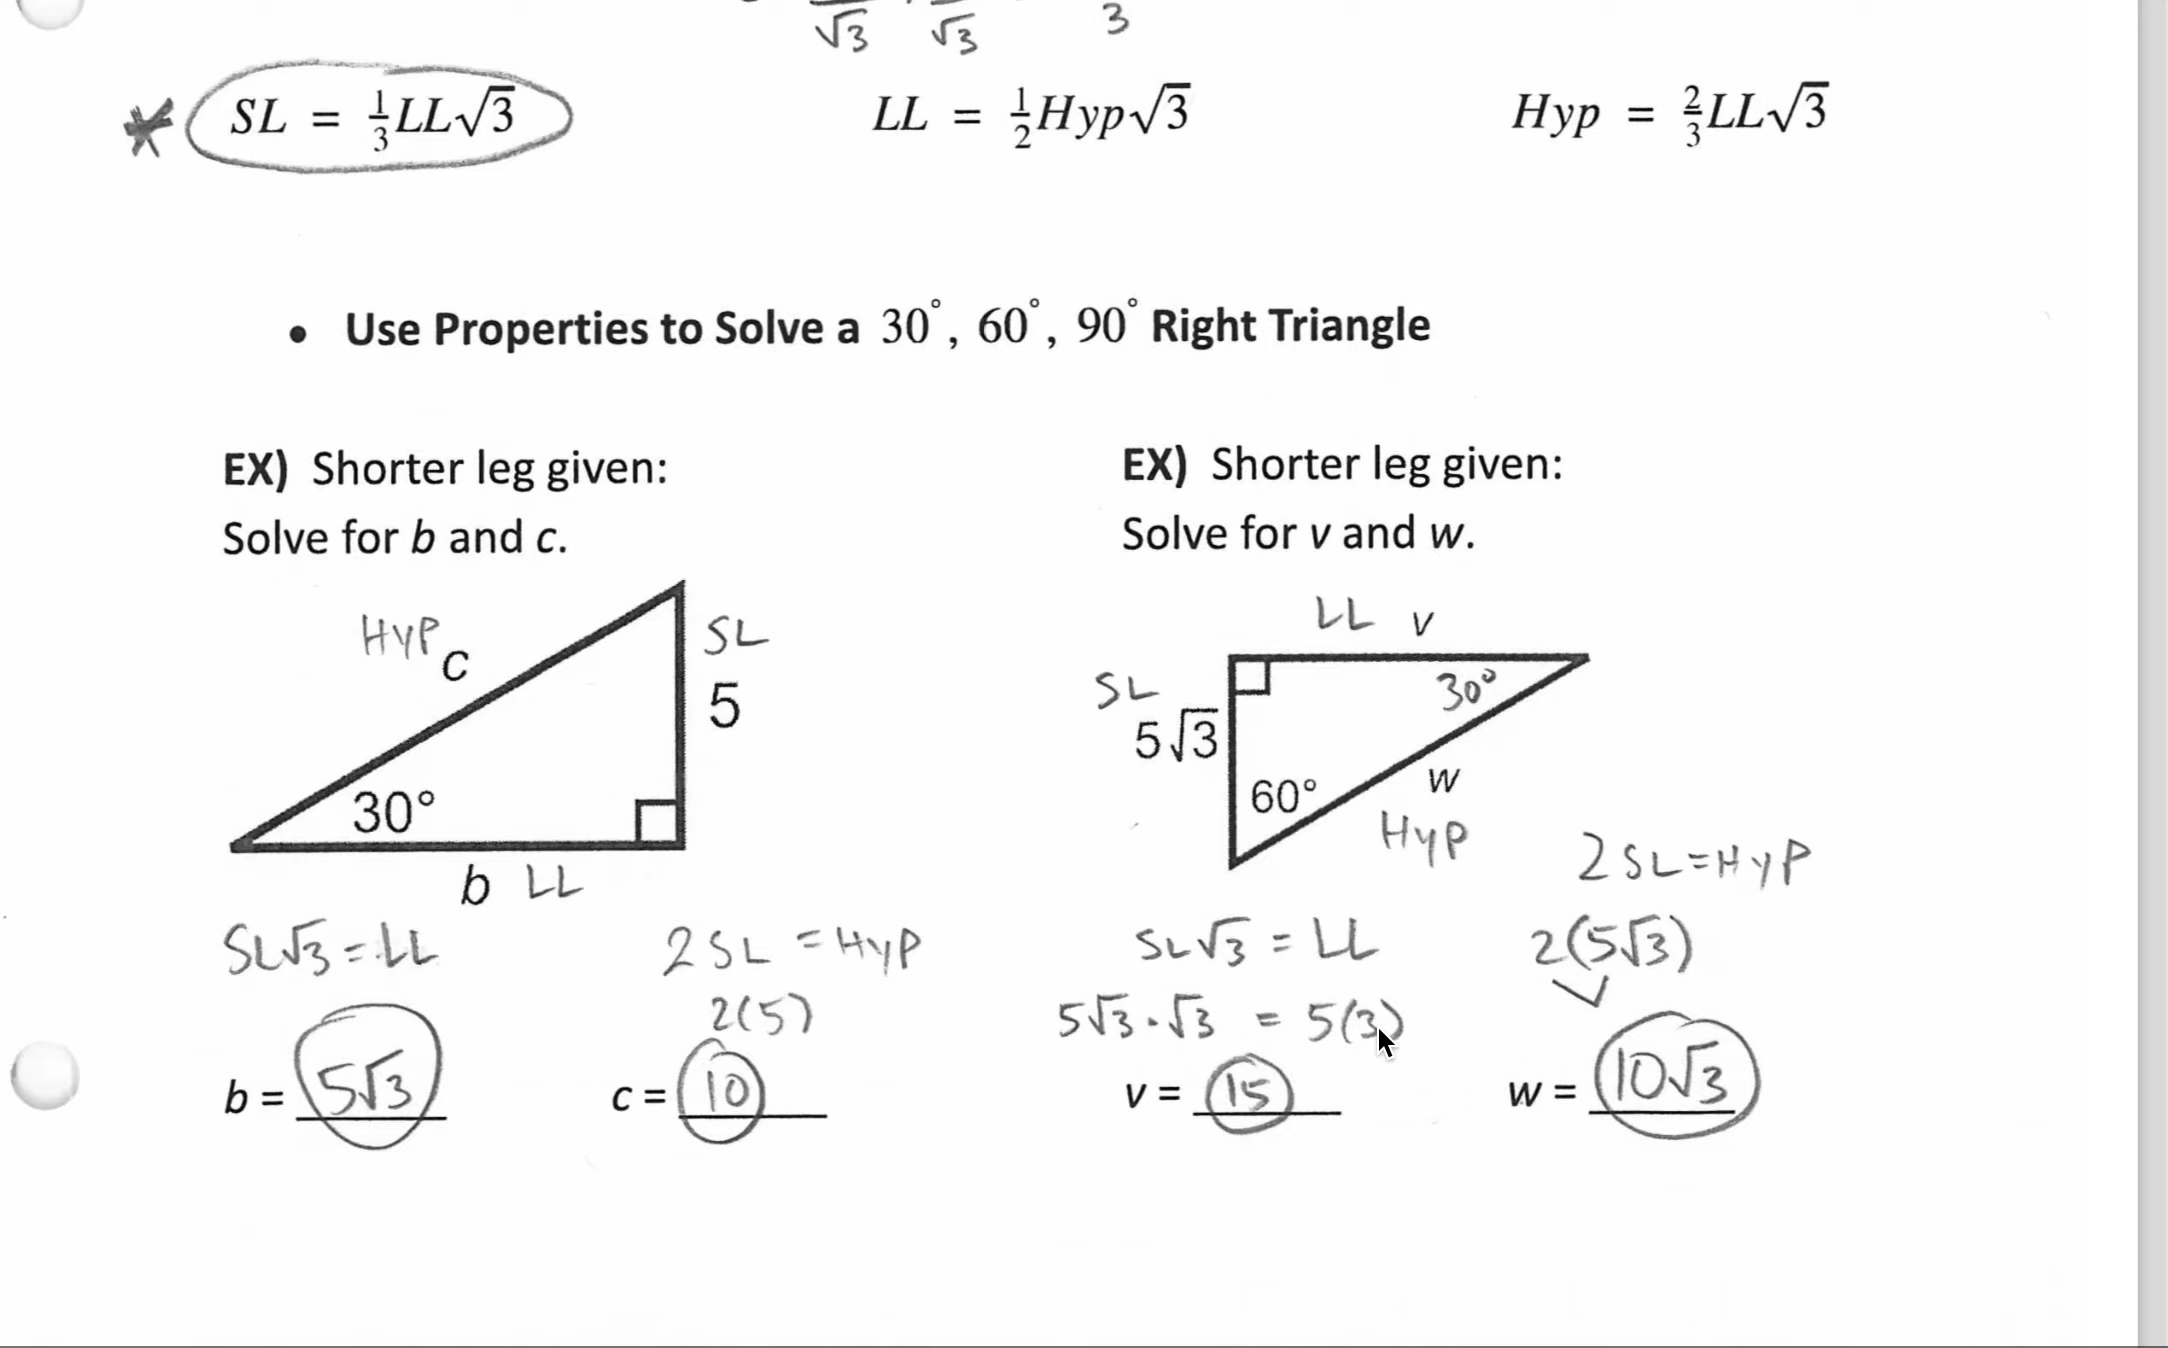 √3 √3 3
SL = 1/3 LL√3
LL = 1/2 Hyp√3
Hyp = 2/3 LL√3
• Use Properties to Solve a 30°, 60°, 90° Right Triangle
EX) Shorter leg given:
Solve for b and c.
HYP
c
SL
5
30°
b LL
SL√3 = LL
2 SL = HYP
2(5)
b = 5√3
c = 10
EX) Shorter leg given:
Solve for v and w.
LL v
SL
5√3
30°
60°
w
HYP
2 SL = HYP
SL√3 = LL
2(5√3)
5√3 · √3 = 5(3)
v = 15
w = 10√3